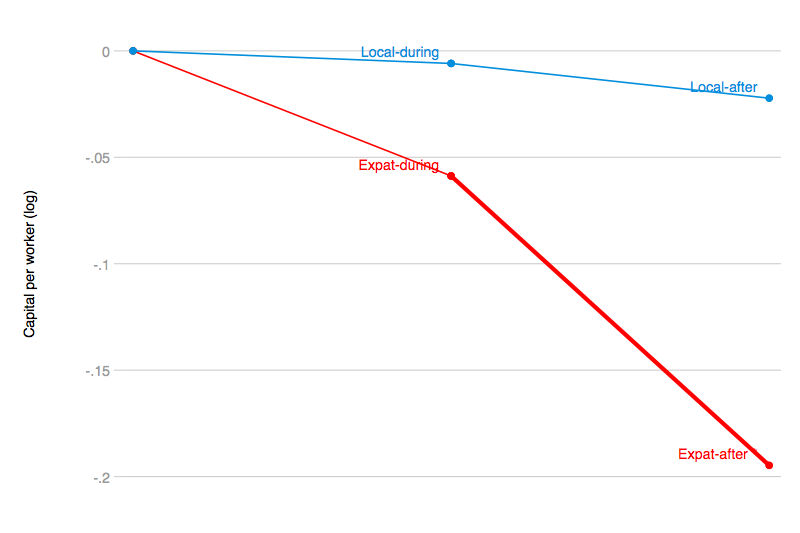 0
Local-during
Local-after
-.05
Expat-during
-.1
Capital per worker (log)
-.15
Expat-after
-.2